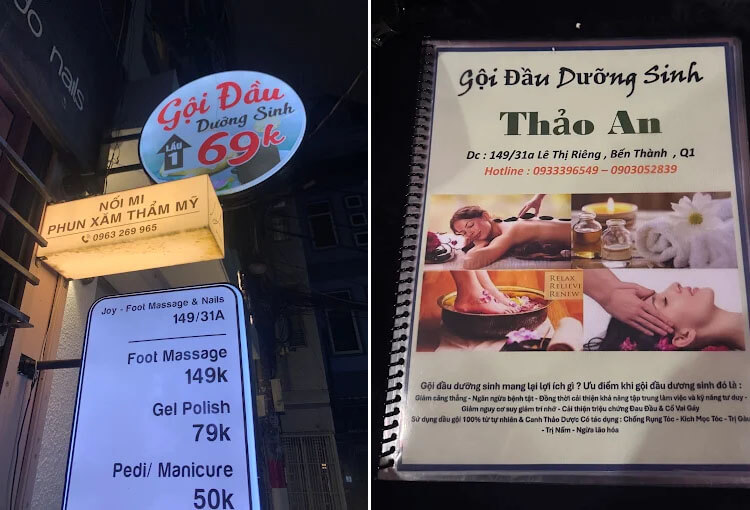 do nails
Gội Đầu
Dưỡng Sinh
LẦU
1
69k
NỐI MI
PHUN XĂM THẨM MỸ
0963 269 965
Joy - Foot Massage & Nails
149/31A
Foot Massage
149k
Gel Polish
79k
Pedi/ Manicure
50k
Gội Đầu Dưỡng Sinh
Thảo An
Dc : 149/31a Lê Thị Riêng , Bến Thành , Q1
Hotline : 0933396549 – 0903052839
RELAX
RELIEVE
RENEW
Gội đầu dưỡng sinh mang lại lợi ích gì ? Ưu điểm khi gội đầu dương sinh đó là :
Giảm căng thẳng - Ngăn ngừa bệnh tật - Đồng thời cải thiện khả năng tập trung làm việc và kỹ năng tư duy -
Giảm nguy cơ suy giảm trí nhớ - Cải thiện triệu chứng Đau Đầu & Cổ Vai Gáy
Sử dụng dầu gội 100% từ tự nhiên & Canh Thảo Dược Có tác dụng : Chống Rụng Tóc - Kích Mọc Tóc - Trị Gàu
- Trị Nấm - Ngừa lão hóa